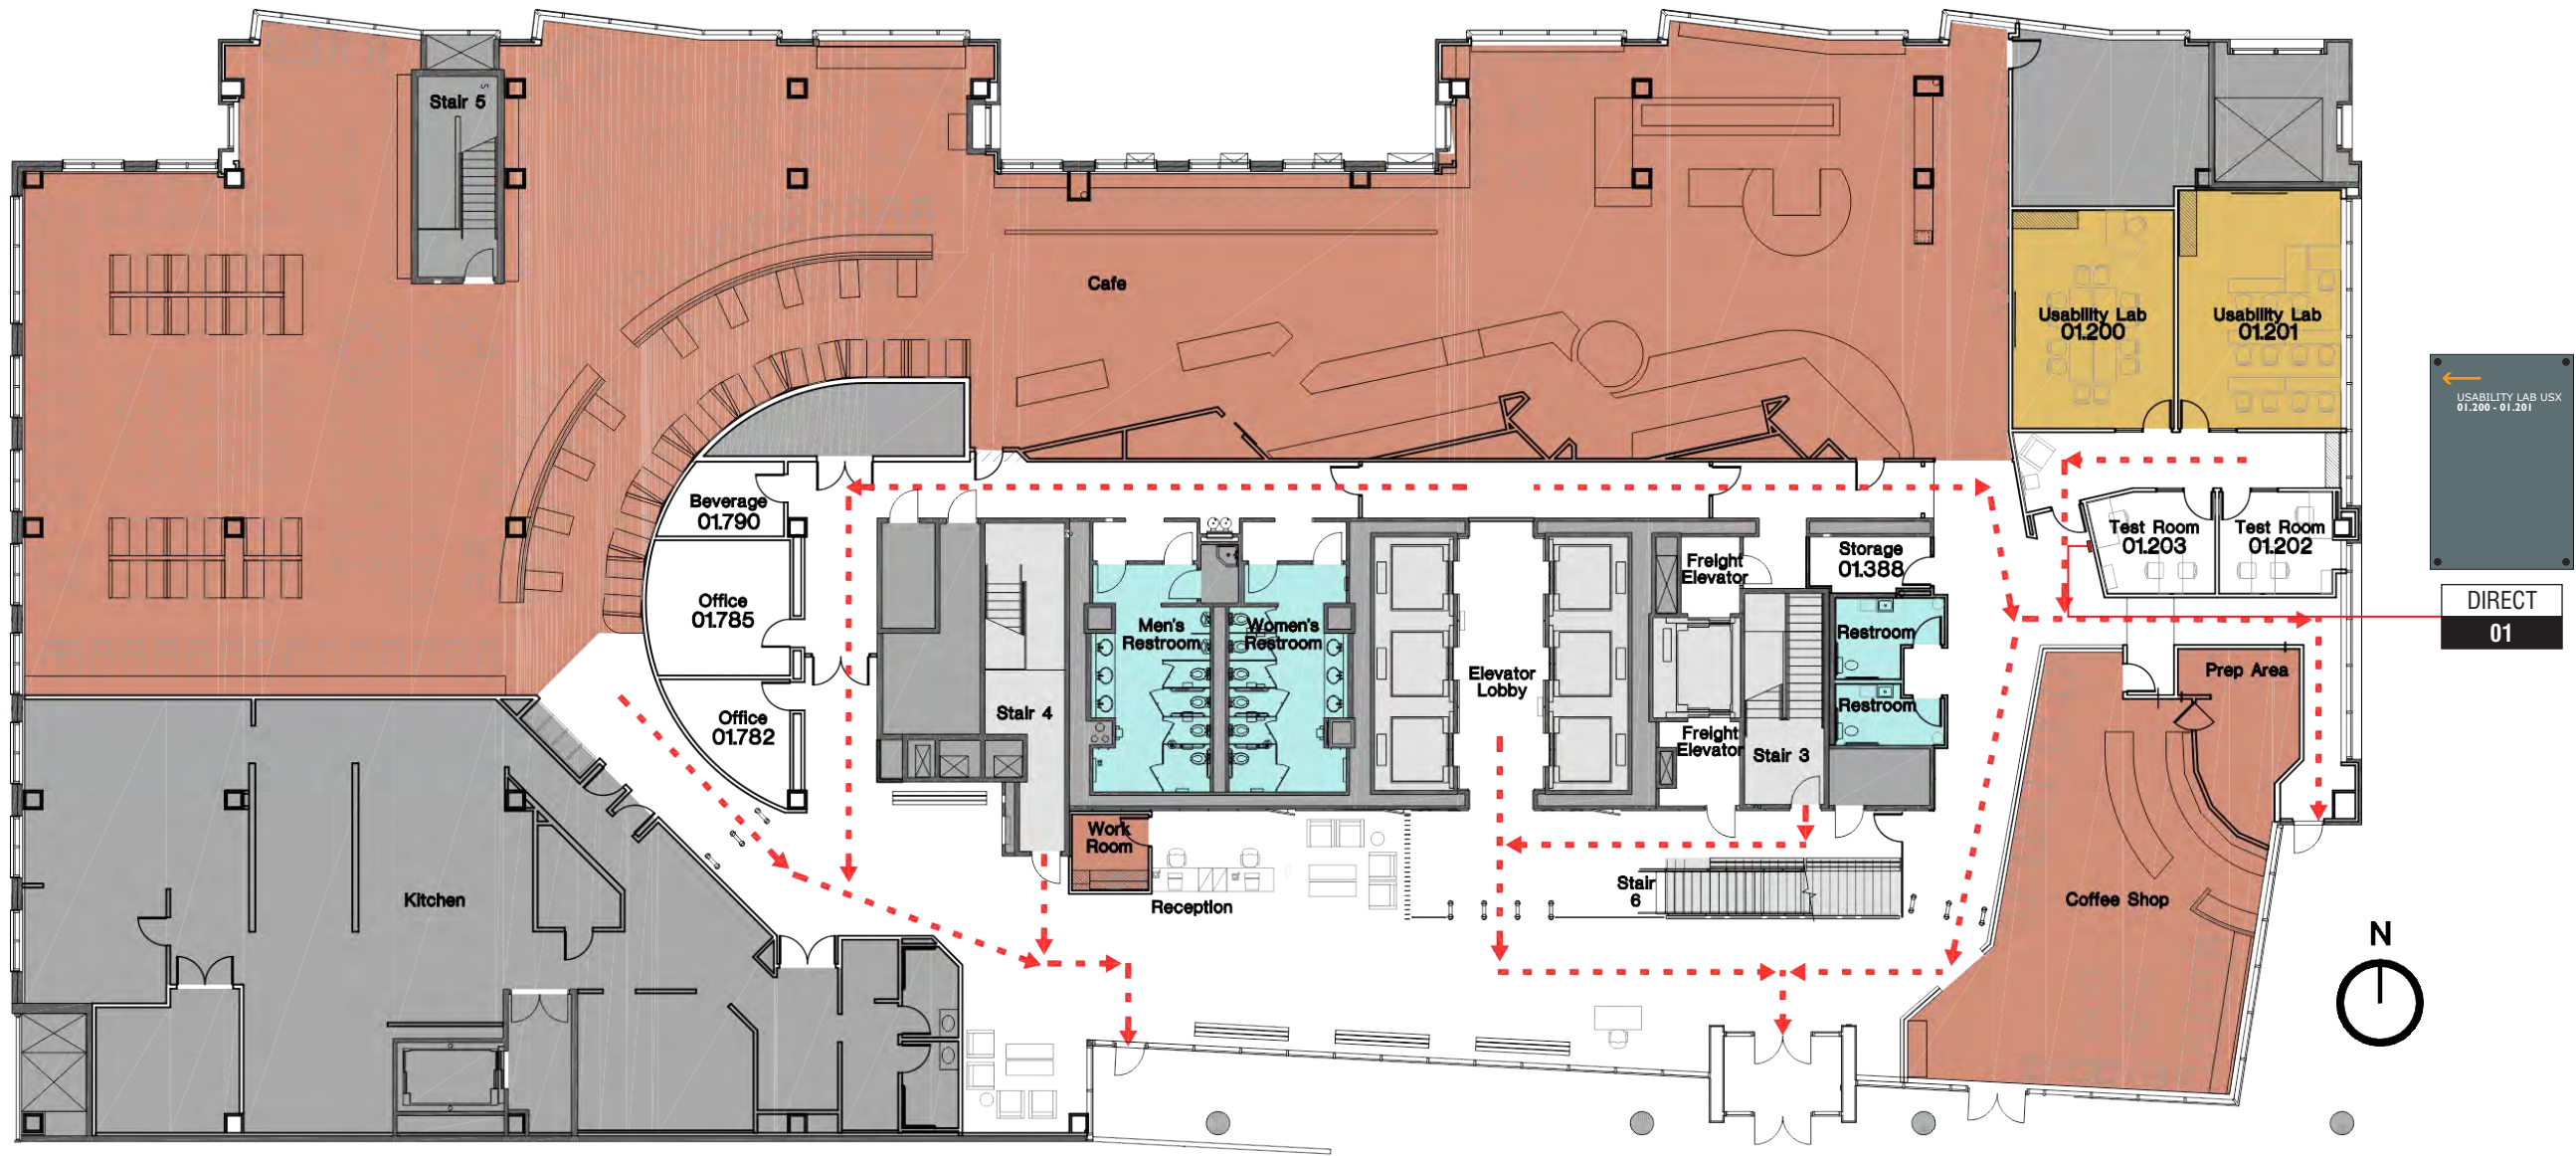 Stair 5
S
Cafe
Usability Lab
01.200
Usability Lab
01.201
USABILITY LAB USX
01.200 - 01.201
Beverage
01.790
Test Room
01.203
Test Room
01.202
Storage
01.388
Freight
Elevator
Office
01.785
Men's
Restroom
Women's
Restroom
Restroom
DIRECT
01
Elevator
Lobby
Prep Area
Restroom
Office
01.782
Stair 4
Freight
Elevator
Stair 3
Work
Room
Kitchen
Reception
Stair
6
Coffee Shop
N